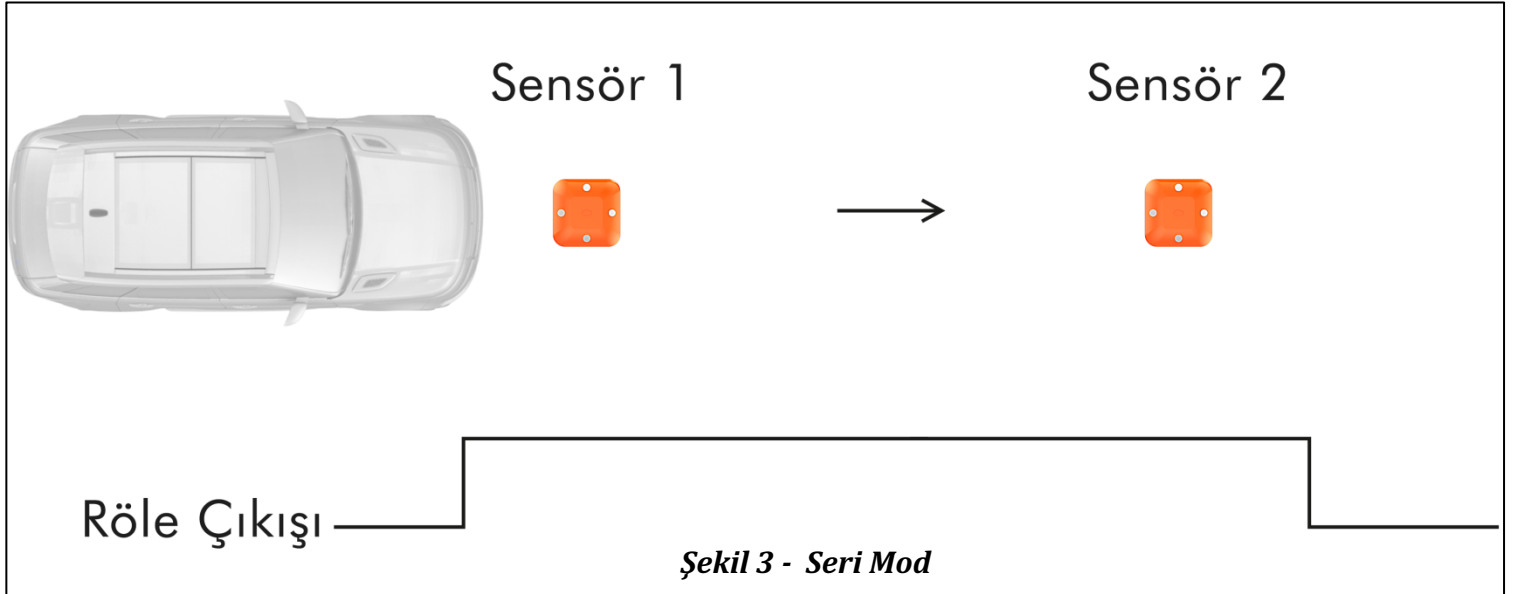 Sensör 1
Sensör 2
Röle Çıkışı
Şekil 3 - Seri Mod